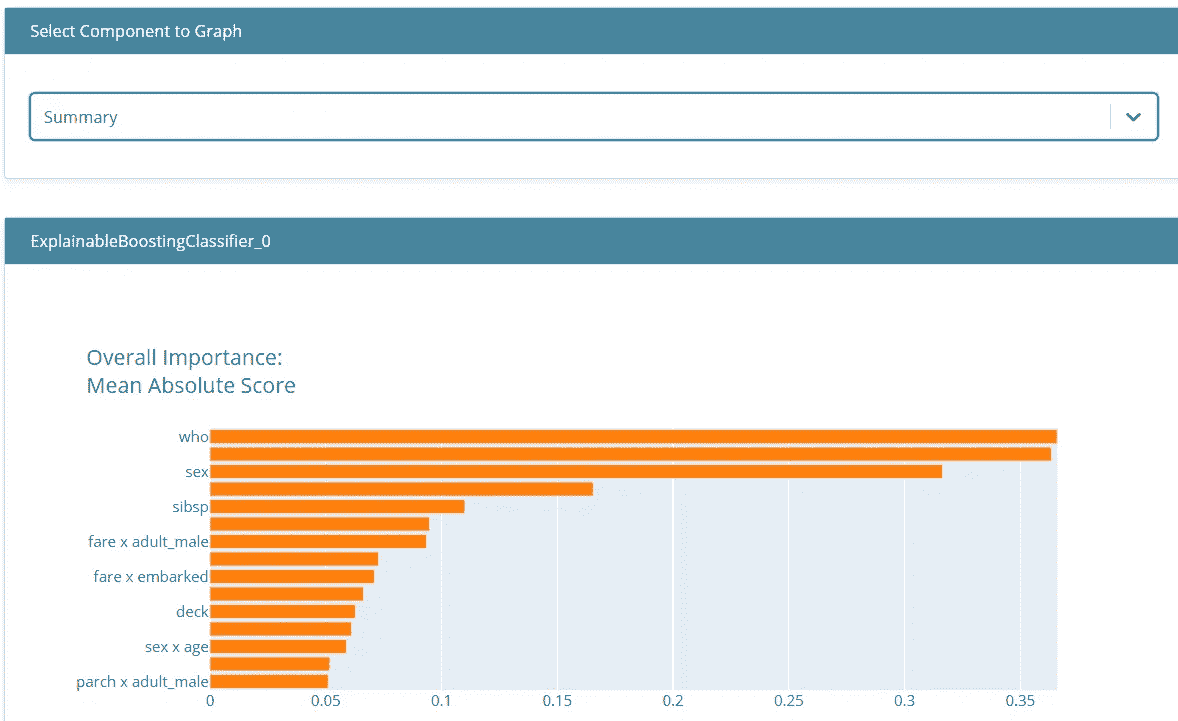 Select Component to Graph
Summary
ExplainableBoostingClassifier_0
Overall Importance:
Mean Absolute Score
who
sex
sibsp
fare x adult_male
fare x embarked
deck
sex x age
parch x adult_male
0 0.05 0.1 0.15 0.2 0.25 0.3 0.35